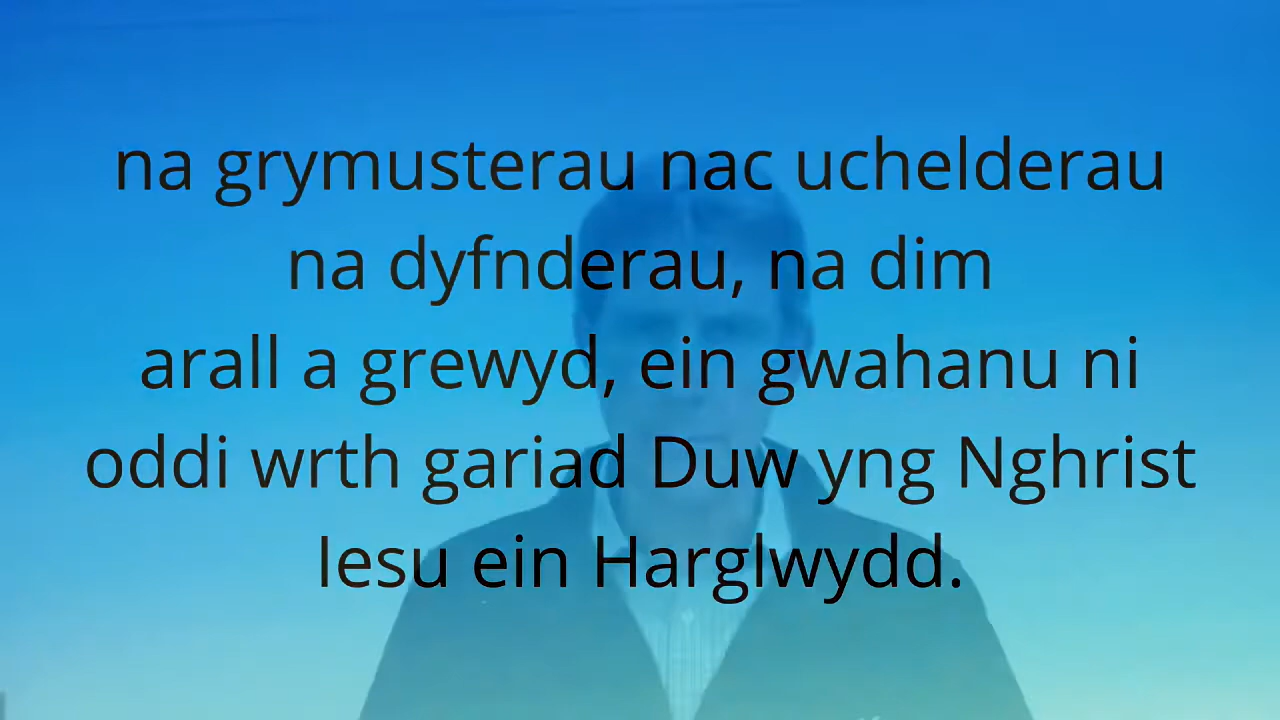 na grymusterau nac uchelderau
na dyfnderau, na dim
arall a grewyd, ein gwahanu ni
oddi wrth gariad Duw yng Nghrist
Iesu ein Harglwydd.